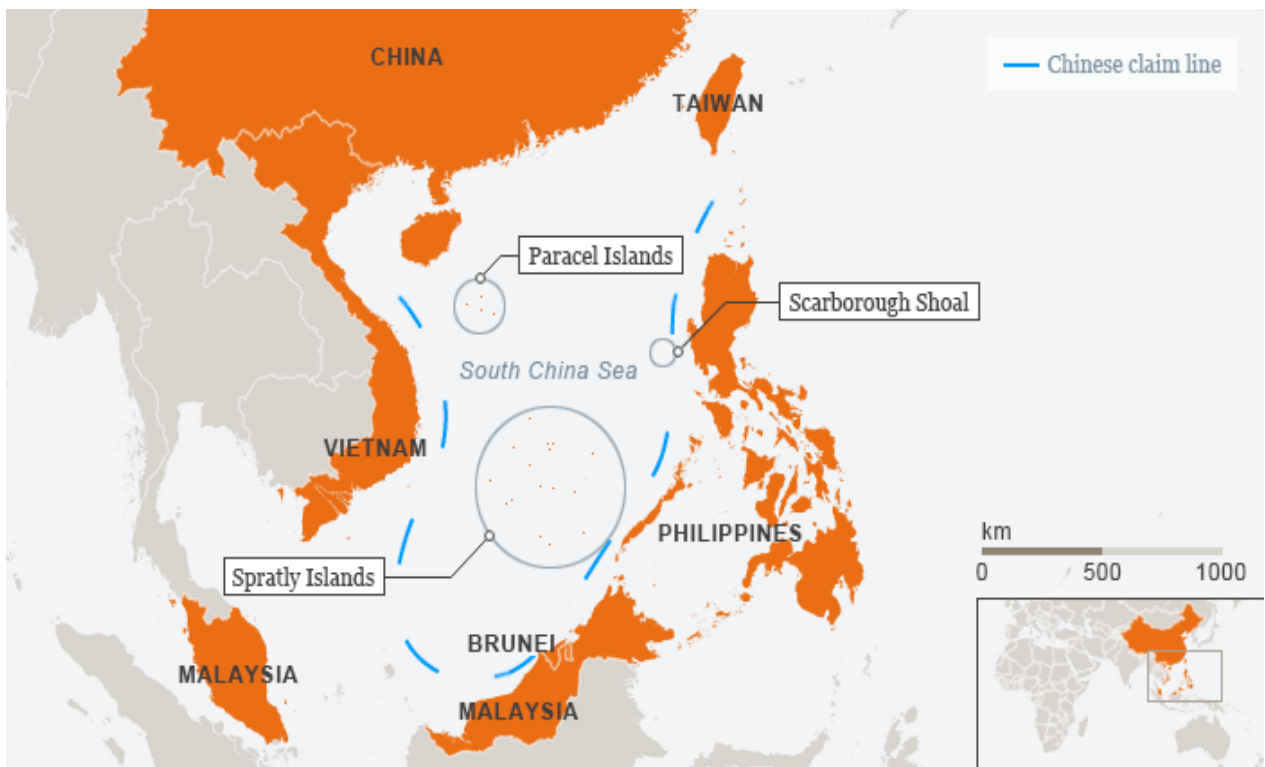 CHINA
Chinese claim line
TAIWAN
Paracel Islands
Scarborough Shoal
South China Sea
VIETNAM
PHILIPPINES
km
0 500 1000
Spratly Islands
BRUNEI
MALAYSIA
MALAYSIA